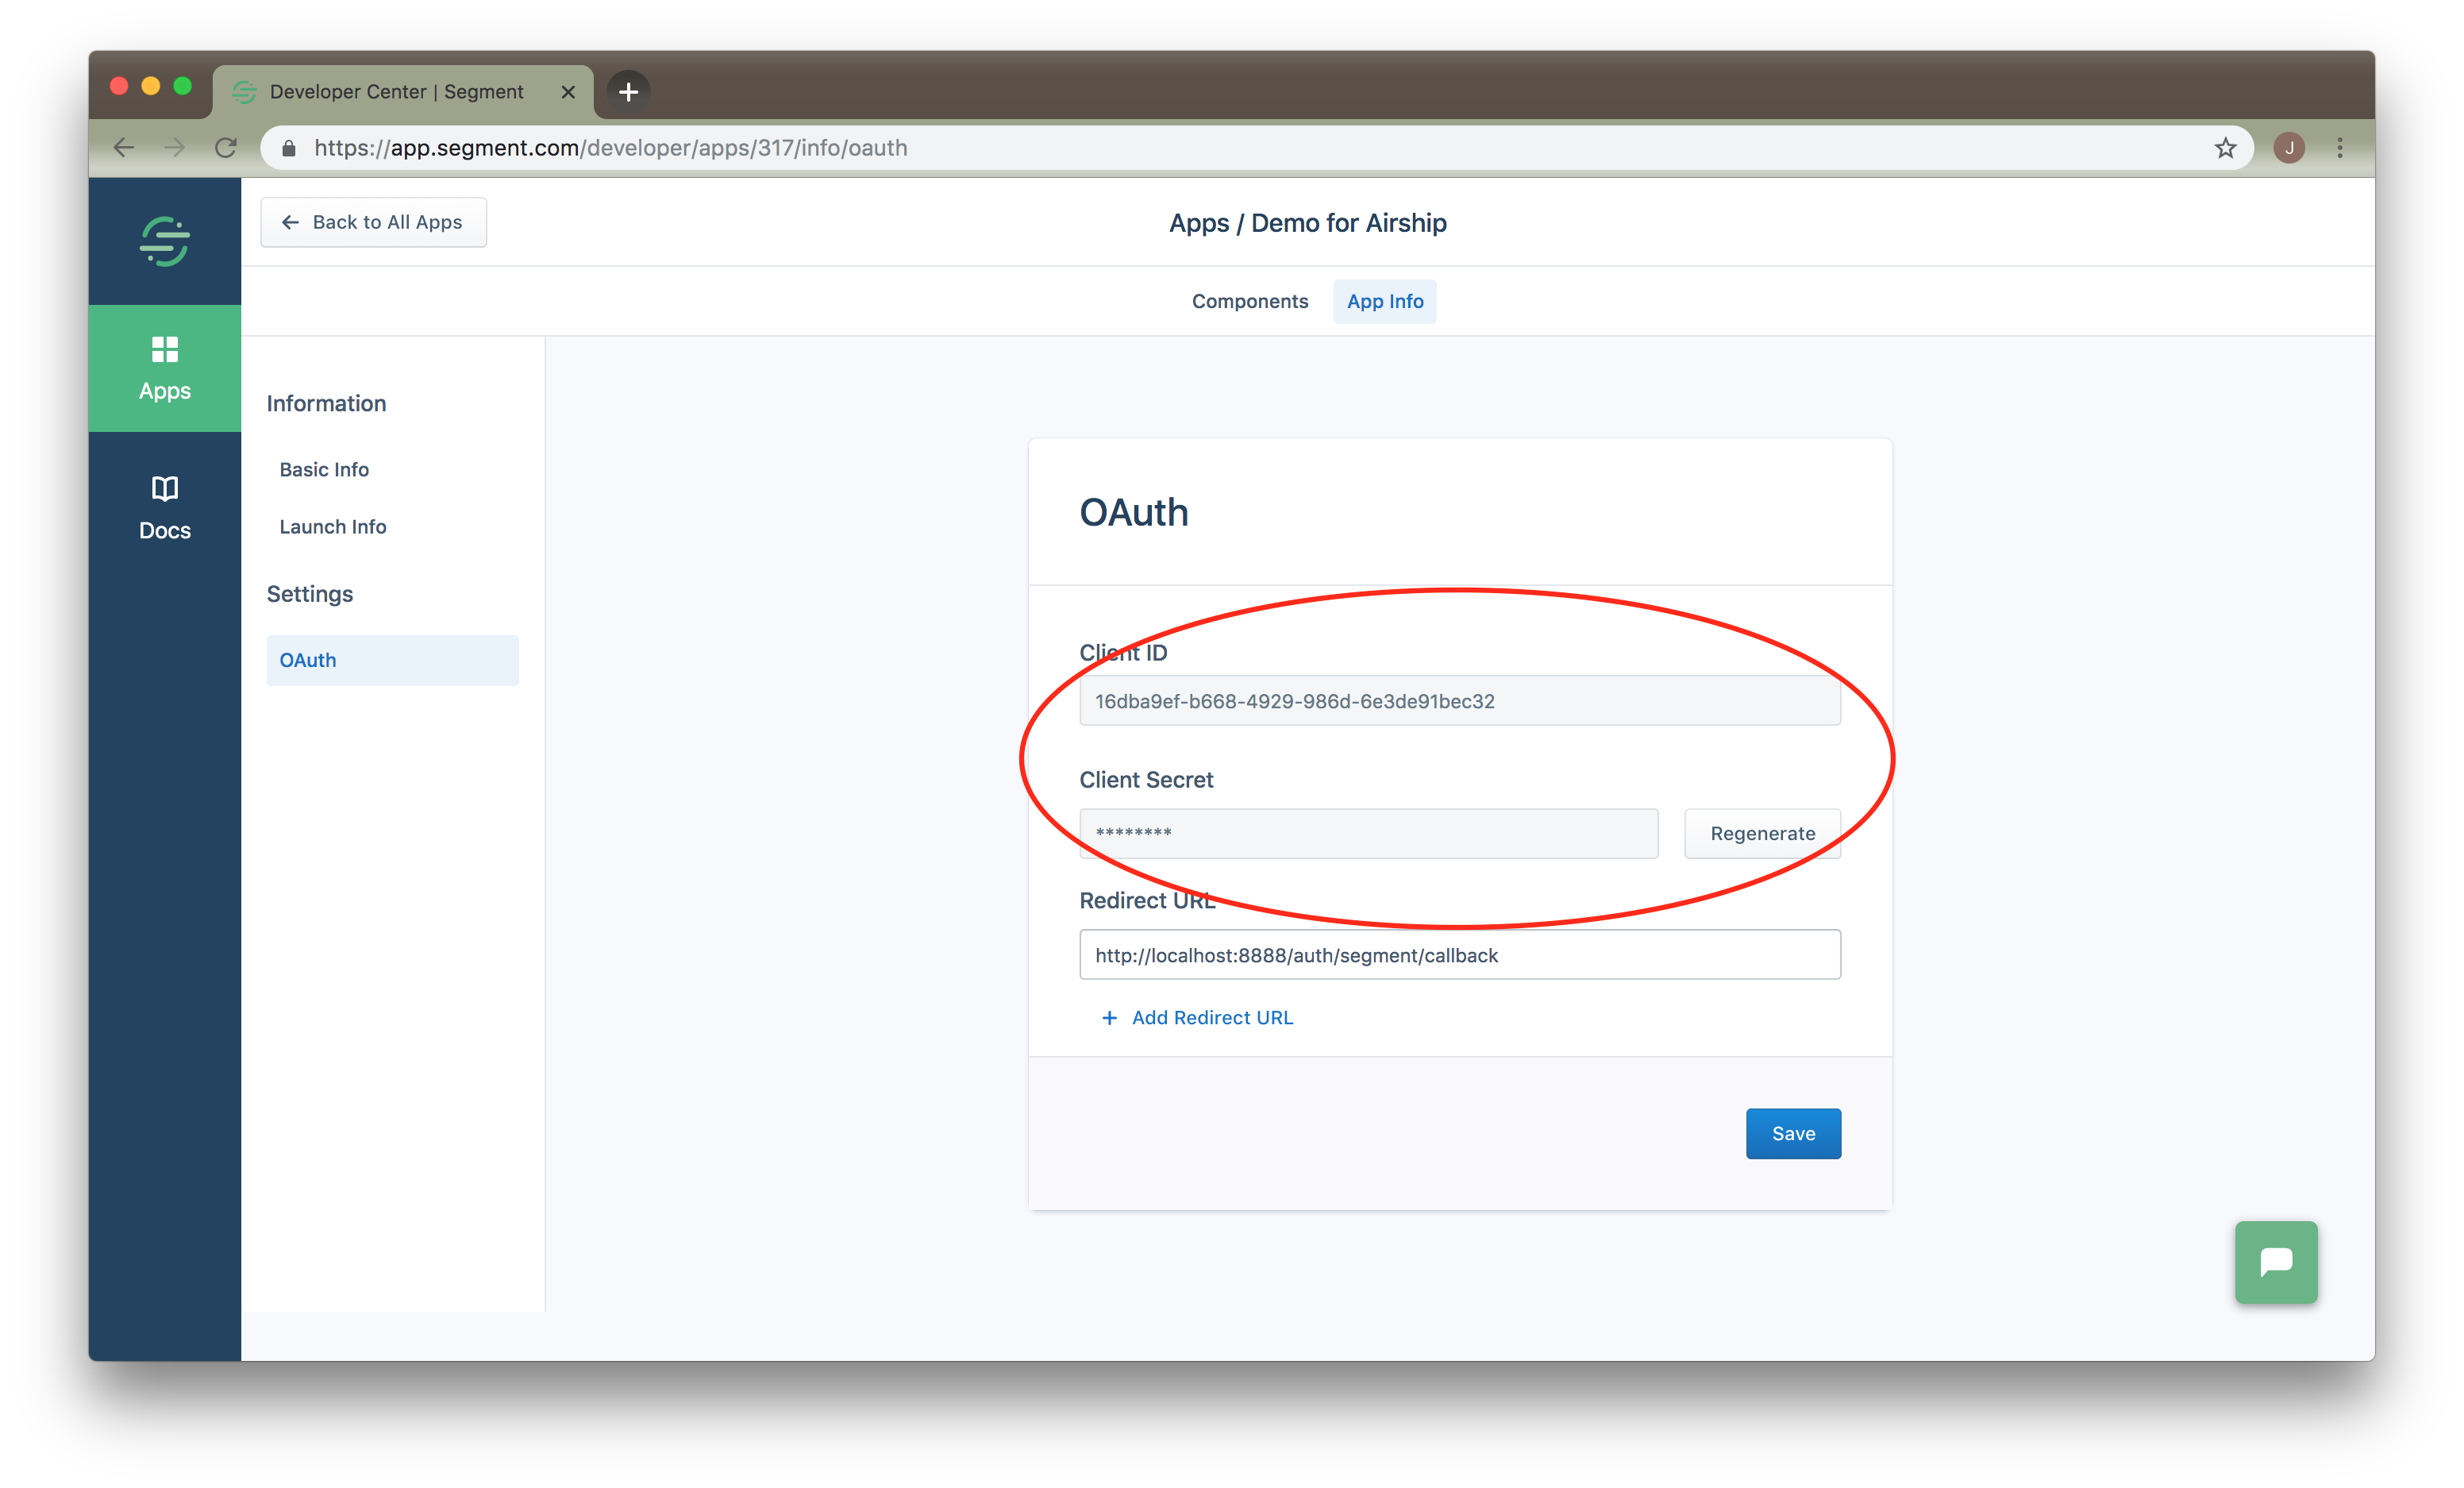 Developer Center | Segment
https://app.segment.com/developer/apps/317/info/oauth
J
Back to All Apps
Apps / Demo for Airship
Components
App Info
Apps
Docs
Information
Basic Info
Launch Info
Settings
OAuth
OAuth
Client ID
16dba9ef-b668-4929-986d-6e3de91bec32
Client Secret
********
Regenerate
Redirect URL
http://localhost:8888/auth/segment/callback
+ Add Redirect URL
Save